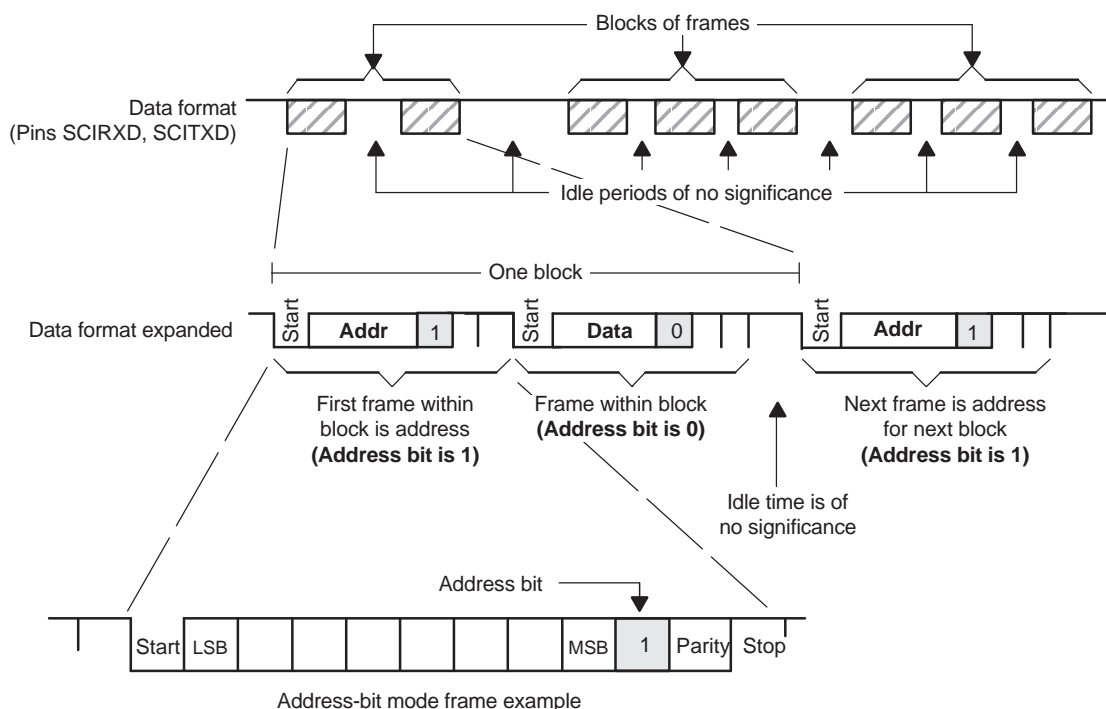 Blocks of frames
Data format
(Pins SCIRXD, SCITXD)
Idle periods of no significance
One block
Data format expanded
Start
Addr
1
Start
Data
0
Start
Addr
1
First frame within
block is address
(Address bit is 1)
Frame within block
(Address bit is 0)
Next frame is address
for next block
(Address bit is 1)
Idle time is of
no significance
Address bit
Start
LSB
MSB
1
Parity
Stop
Address-bit mode frame example